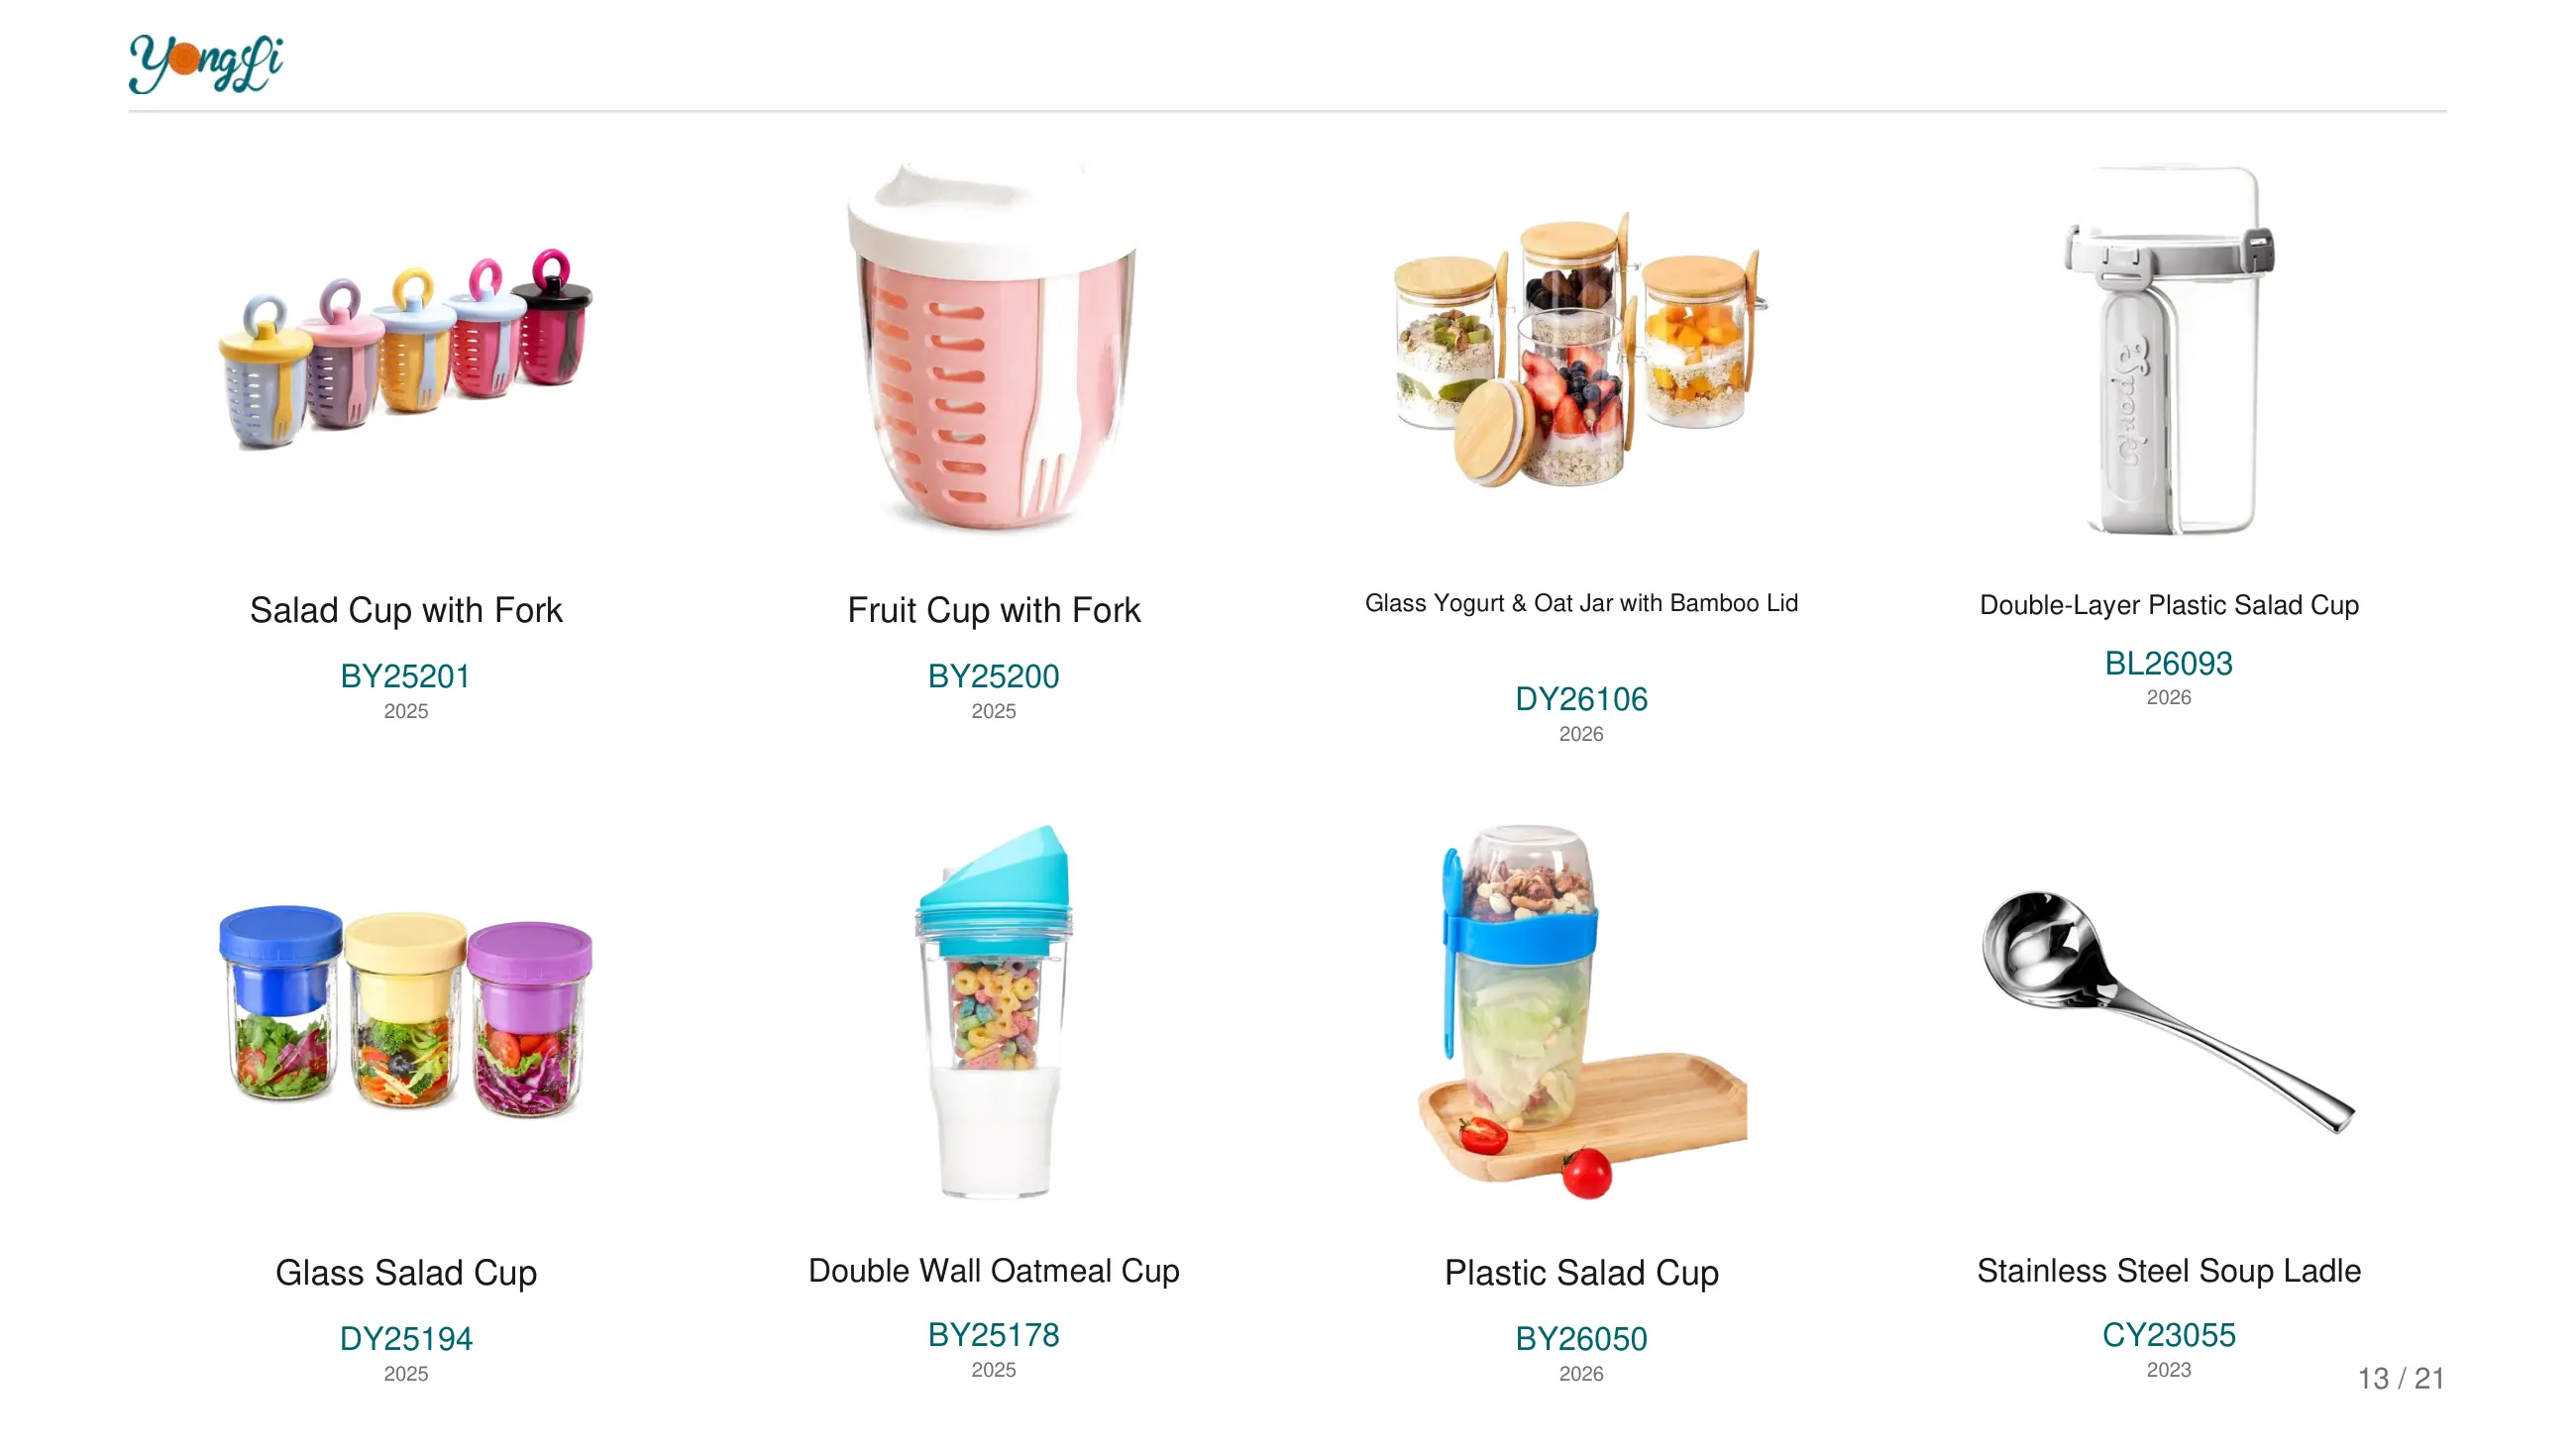 YongLi
Salad Cup with Fork
BY25201
2025
Fruit Cup with Fork
BY25200
2025
Glass Yogurt & Oat Jar with Bamboo Lid
DY26106
2026
Double-Layer Plastic Salad Cup
BL26093
2026
Glass Salad Cup
DY25194
2025
Double Wall Oatmeal Cup
BY25178
2025
Plastic Salad Cup
BY26050
2026
Stainless Steel Soup Ladle
CY23055
2023
13 / 21